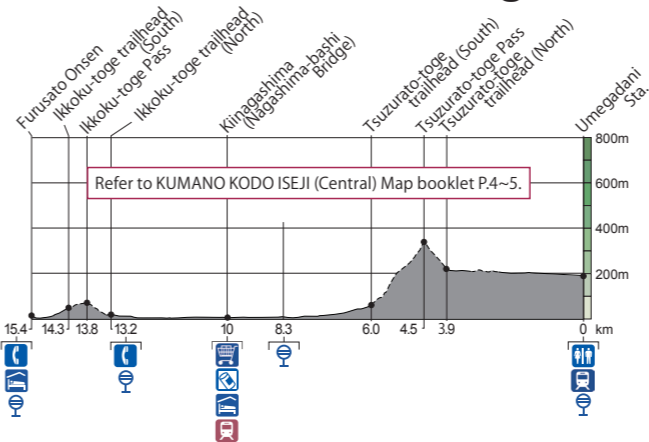 Furusato Onsen
Ikkoku-toge trailhead
(South)
Ikkoku-toge Pass
Ikkoku-toge trailhead
(North)
Kiinagashima
(Nagashima-bashi
Bridge)
Tsuzurato-toge
trailhead (South)
Tsuzurato-toge Pass
Tsuzurato-toge
trailhead (North)
Umegadani
Sta.
800m
600m
400m
200m
Refer to KUMANO KODO ISEJI (Central) Map booklet P.4~5.
15.4 14.3 13.8 13.2 10 8.3 6.0 4.5 3.9 0 km